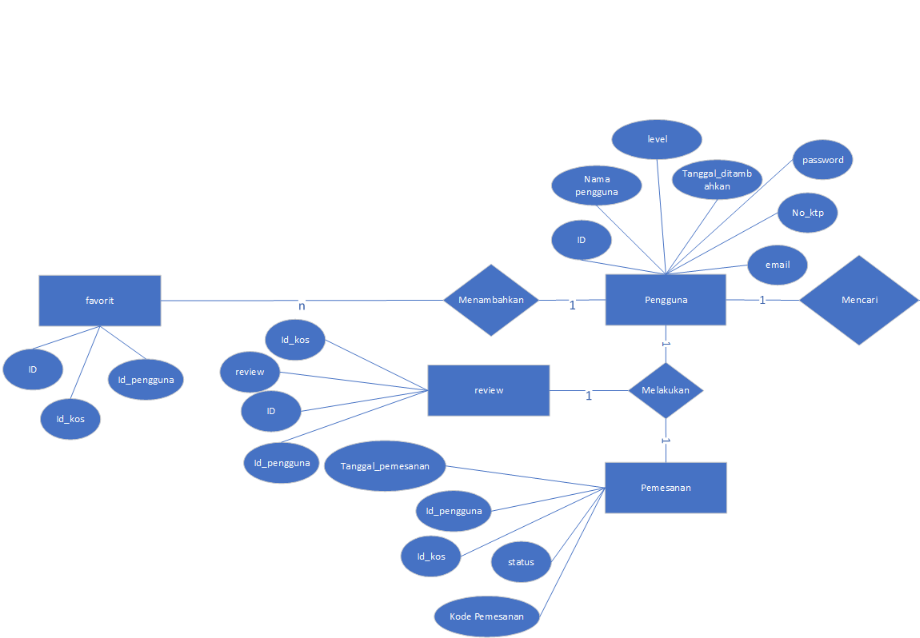 level
password
Nama
pengguna
Tanggal_ditamb
ahkan
No_ktp
ID
email
favorit
n
Menambahkan
1
Pengguna
1
Mencari
Id_kos
1
ID
Id_pengguna
review
review
1
Melakukan
ID
Id_kos
1
Id_pengguna
Tanggal_pemesanan
Pemesanan
Id_pengguna
Id_kos
status
Kode Pemesanan